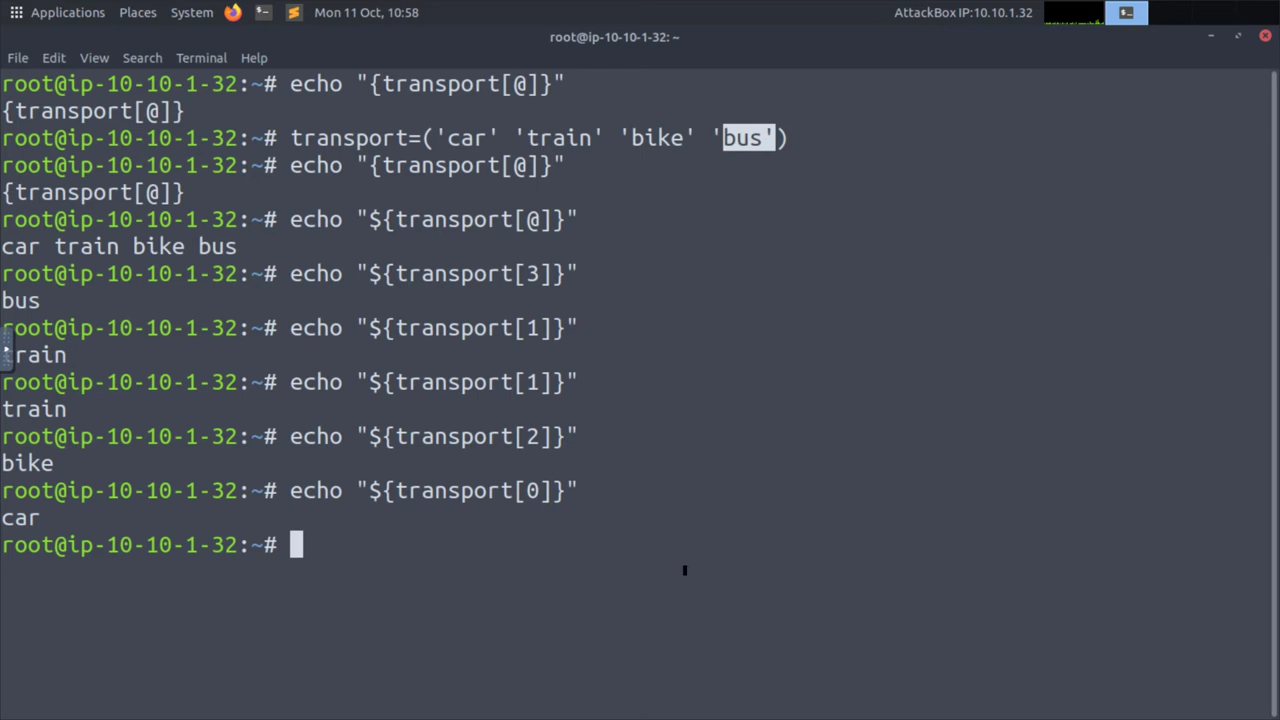 Applications Places System Mon 11 Oct, 10:58 AttackBox IP:10.10.1.32
root@ip-10-10-1-32: ~
File Edit View Search Terminal Help
root@ip-10-10-1-32:~# echo "{transport[@]}"
{transport[@]}
root@ip-10-10-1-32:~# transport=('car' 'train' 'bike' 'bus')
root@ip-10-10-1-32:~# echo "{transport[@]}"
{transport[@]}
root@ip-10-10-1-32:~# echo "${transport[@]}"
car train bike bus
root@ip-10-10-1-32:~# echo "${transport[3]}"
bus
root@ip-10-10-1-32:~# echo "${transport[1]}"
train
root@ip-10-10-1-32:~# echo "${transport[1]}"
train
root@ip-10-10-1-32:~# echo "${transport[2]}"
bike
root@ip-10-10-1-32:~# echo "${transport[0]}"
car
root@ip-10-10-1-32:~#